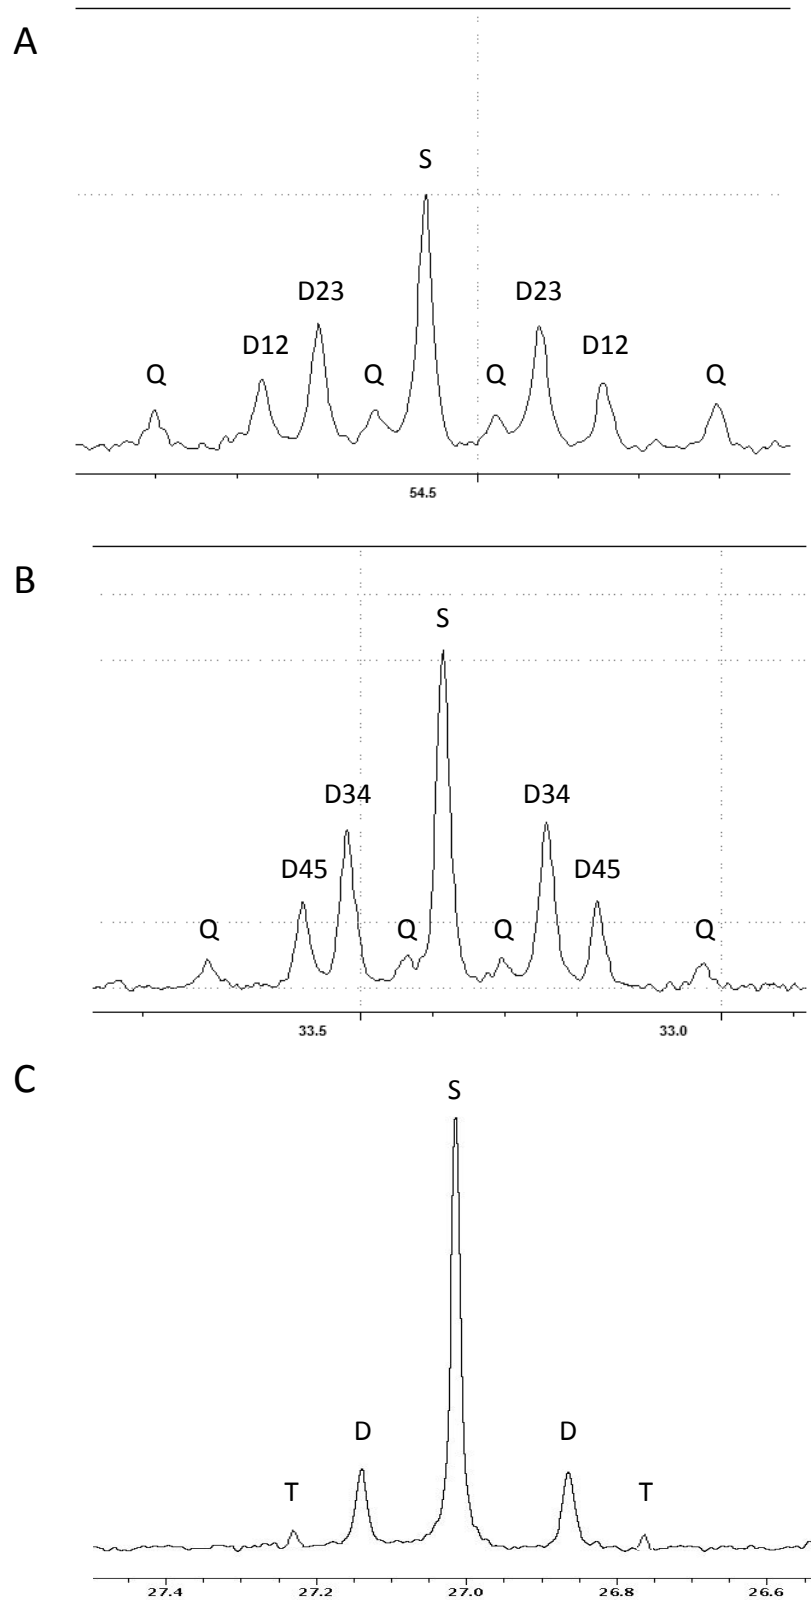 A
S
D23 D23
D12 D12
Q Q Q Q
54.5
B
S
D34 D34
D45 D45
Q Q Q Q
33.5 33.0
C
S
D D
T T
27.4 27.2 27.0 26.8 26.6